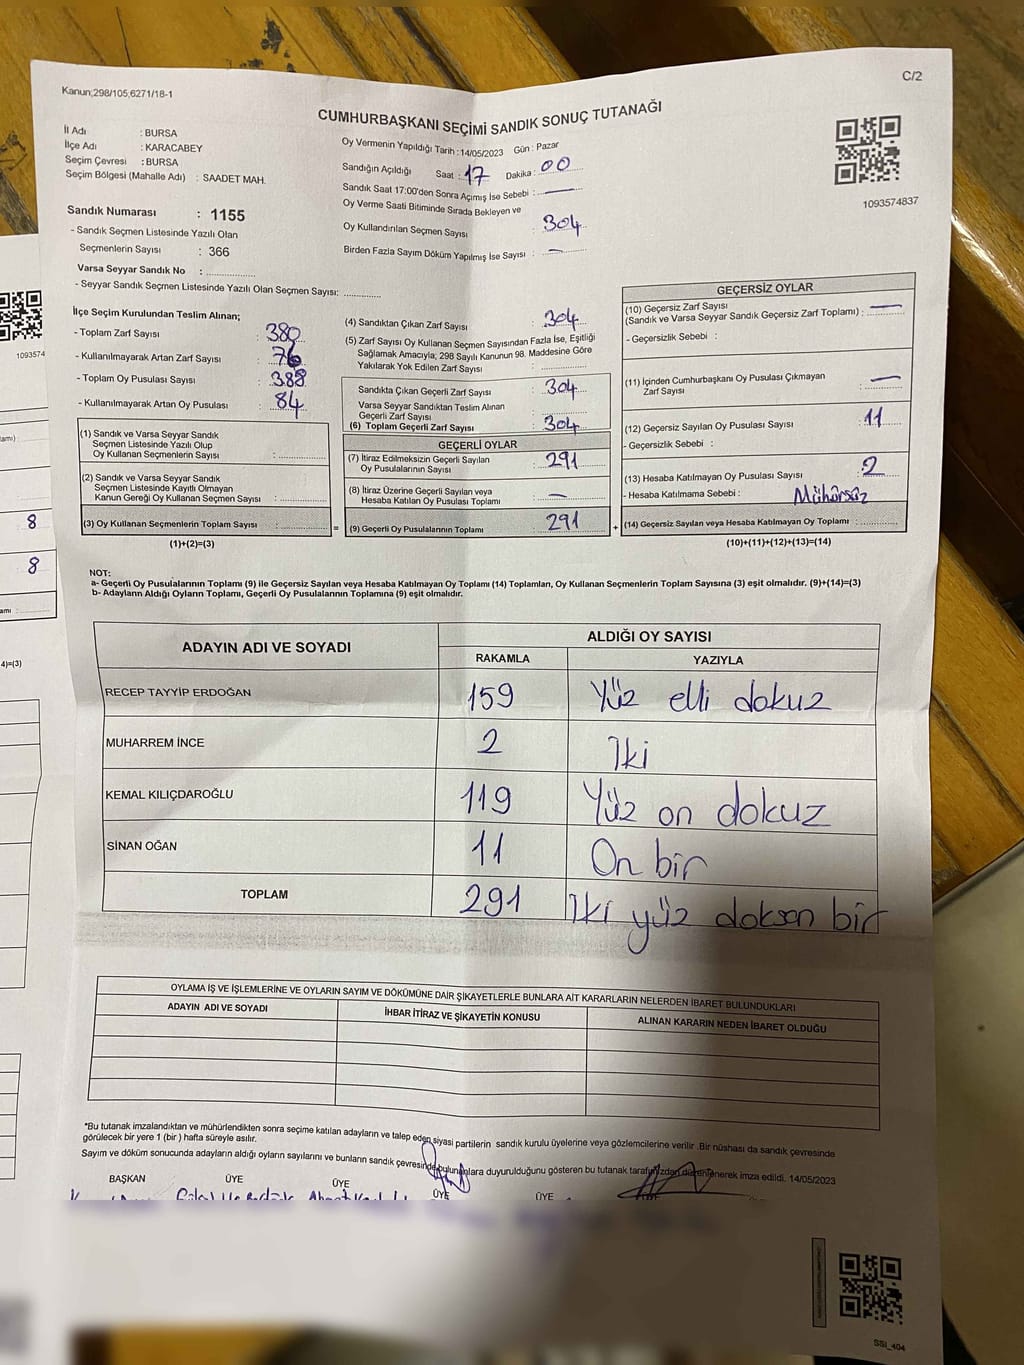 C/2
Kanun;298/105;6271/18-1
CUMHURBAŞKANI SEÇİMİ SANDIK SONUÇ TUTANAĞI
İl Adı : BURSA
İlçe Adı : KARACABEY
Seçim Çevresi : BURSA
Seçim Bölgesi (Mahalle Adı) : SAADET MAH.
Sandık Numarası : 1155
- Sandık Seçmen Listesinde Yazılı Olan
Seçmenlerin Sayısı : 366
Varsa Seyyar Sandık No : ..............
- Seyyar Sandık Seçmen Listesinde Yazılı Olan Seçmen Sayısı: ............
Oy Vermenin Yapıldığı Tarih : 14/05/2023 Gün : Pazar
Sandığın Açıldığı Saat : 17 Dakika : 00
Sandık Saat 17:00'den Sonra Açımış İse Sebebi : —
Oy Verme Saati Bitiminde Sırada Bekleyen ve
Oy Kullandırılan Seçmen Sayısı : 304
Birden Fazla Sayım Döküm Yapılmış İse Sayısı : —
1093574837
İlçe Seçim Kurulundan Teslim Alınan;
- Toplam Zarf Sayısı : 380
- Kullanılmayarak Artan Zarf Sayısı : 76
- Toplam Oy Pusulası Sayısı : 388
- Kullanılmayarak Artan Oy Pusulası : 84
(1) Sandık ve Varsa Seyyar Sandık
Seçmen Listesinde Yazılı Olup
Oy Kullanan Seçmenlerin Sayısı :
(2) Sandık ve Varsa Seyyar Sandık
Seçmen Listesinde Kayıtlı Olmayan
Kanun Gereği Oy Kullanan Seçmen Sayısı :
(3) Oy Kullanan Seçmenlerin Toplam Sayısı : =
(1)+(2)=(3)
(4) Sandıktan Çıkan Zarf Sayısı : 304
(5) Zarf Sayısı Oy Kullanan Seçmen Sayısından Fazla İse, Eşitliği
Sağlamak Amacıyla; 298 Sayılı Kanunun 98. Maddesine Göre
Yakılarak Yok Edilen Zarf Sayısı :
Sandıkta Çıkan Geçerli Zarf Sayısı : 304
Varsa Seyyar Sandıktan Teslim Alınan
Geçerli Zarf Sayısı :
(6) Toplam Geçerli Zarf Sayısı : 304
GEÇERLİ OYLAR
(7) İtiraz Edilmeksizin Geçerli Sayılan
Oy Pusulalarının Sayısı : 291
(8) İtiraz Üzerine Geçerli Sayılan veya
Hesaba Katılan Oy Pusulası Toplamı : —
(9) Geçerli Oy Pusulalarının Toplamı : 291 +
GEÇERSİZ OYLAR
(10) Geçersiz Zarf Sayısı
(Sandık ve Varsa Seyyar Sandık Geçersiz Zarf Toplamı) : —
- Geçersizlik Sebebi :
(11) İçinden Cumhurbaşkanı Oy Pusulası Çıkmayan
Zarf Sayısı : —
(12) Geçersiz Sayılan Oy Pusulası Sayısı : 11
- Geçersizlik Sebebi :
(13) Hesaba Katılmayan Oy Pusulası Sayısı : 2
- Hesaba Katılmama Sebebi : Mühürsüz
(14) Geçersiz Sayılan veya Hesaba Katılmayan Oy Toplamı :
(10)+(11)+(12)+(13)=(14)
NOT:
a- Geçerli Oy Pusulalarının Toplamı (9) ile Geçersiz Sayılan veya Hesaba Katılmayan Oy Toplamı (14) Toplamları, Oy Kullanan Seçmenlerin Toplam Sayısına (3) eşit olmalıdır. (9)+(14)=(3)
b- Adayların Aldığı Oyların Toplamı, Geçerli Oy Pusulalarının Toplamına (9) eşit olmalıdır.
ADAYIN ADI VE SOYADI ALDIĞI OY SAYISI
RAKAMLA YAZIYLA
RECEP TAYYİP ERDOĞAN 159 Yüz elli dokuz
MUHARREM İNCE 2 İki
KEMAL KILIÇDAROĞLU 119 Yüz on dokuz
SİNAN OĞAN 11 On bir
TOPLAM 291 İki yüz doksan bir
OYLAMA İŞ VE İŞLEMLERİNE VE OYLARIN SAYIM VE DÖKÜMÜNE DAİR ŞİKAYETLERLE BUNLARA AİT KARARLARIN NELERDEN İBARET BULUNDUKLARI
ADAYIN ADI VE SOYADI İHBAR İTİRAZ VE ŞİKAYETİN KONUSU ALINAN KARARIN NEDEN İBARET OLDUĞU
*Bu tutanak imzalandıktan ve mühürlendikten sonra seçime katılan adayların ve talep eden siyasi partilerin sandık kurulu üyelerine veya gözlemcilerine verilir .Bir nüshası da sandık çevresinde
görülecek bir yere 1 (bir ) hafta süreyle asılır.
Sayım ve döküm sonucunda adayların aldığı oyların sayılarını ve bunların sandık çevresinde bulunanlara duyurulduğunu gösteren bu tutanak tarafımızdan düzenlenerek imza edildi. 14/05/2023
BAŞKAN ÜYE ÜYE ÜYE ÜYE
SSI_404
1093574
8
8
4)=(3)